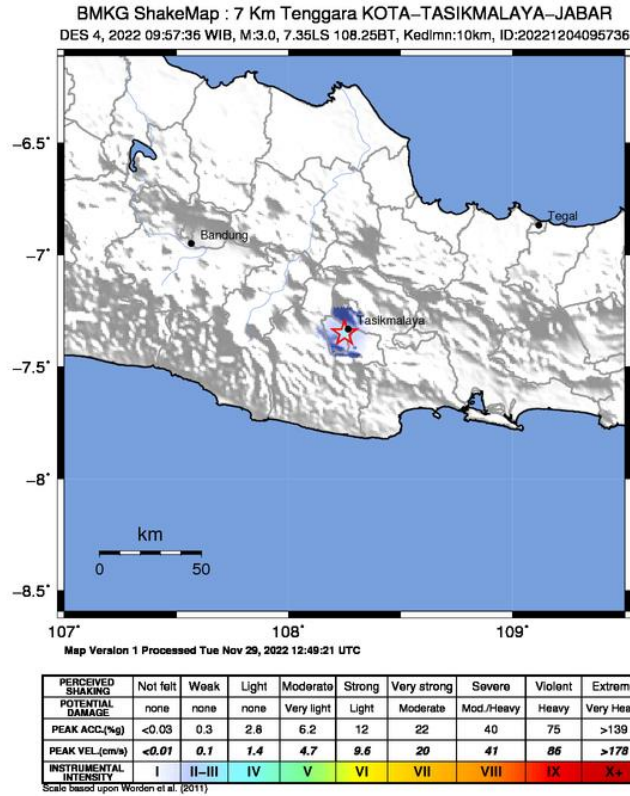 BMKG ShakeMap : 7 Km Tenggara KOTA-TASIKMALAYA-JABAR
DES 4, 2022 09:57:36 WIB, M:3.0, 7.35LS 108.25BT, Kedlmn:10km, ID:20221204095736
-6.5°
Tegal
Bandung
-7°
Tasikmalaya
-7.5°
-8°
km
0 50
-8.5°
107° 108° 109°
Map Version 1 Processed Tue Nov 29, 2022 12:49:21 UTC
PERCEIVED SHAKING Not felt Weak Light Moderate Strong Very strong Severe Violent Extrem
POTENTIAL DAMAGE none none none Very light Light Moderate Mod./Heavy Heavy Very Hea
PEAK ACC.(%g) <0.03 0.3 2.8 6.2 12 22 40 75 >139
PEAK VEL.(cm/s) <0.01 0.1 1.4 4.7 9.6 20 41 86 >178
INSTRUMENTAL INTENSITY I II-III IV V VI VII VIII IX X+
Scale based upon Worden et al. (2011)